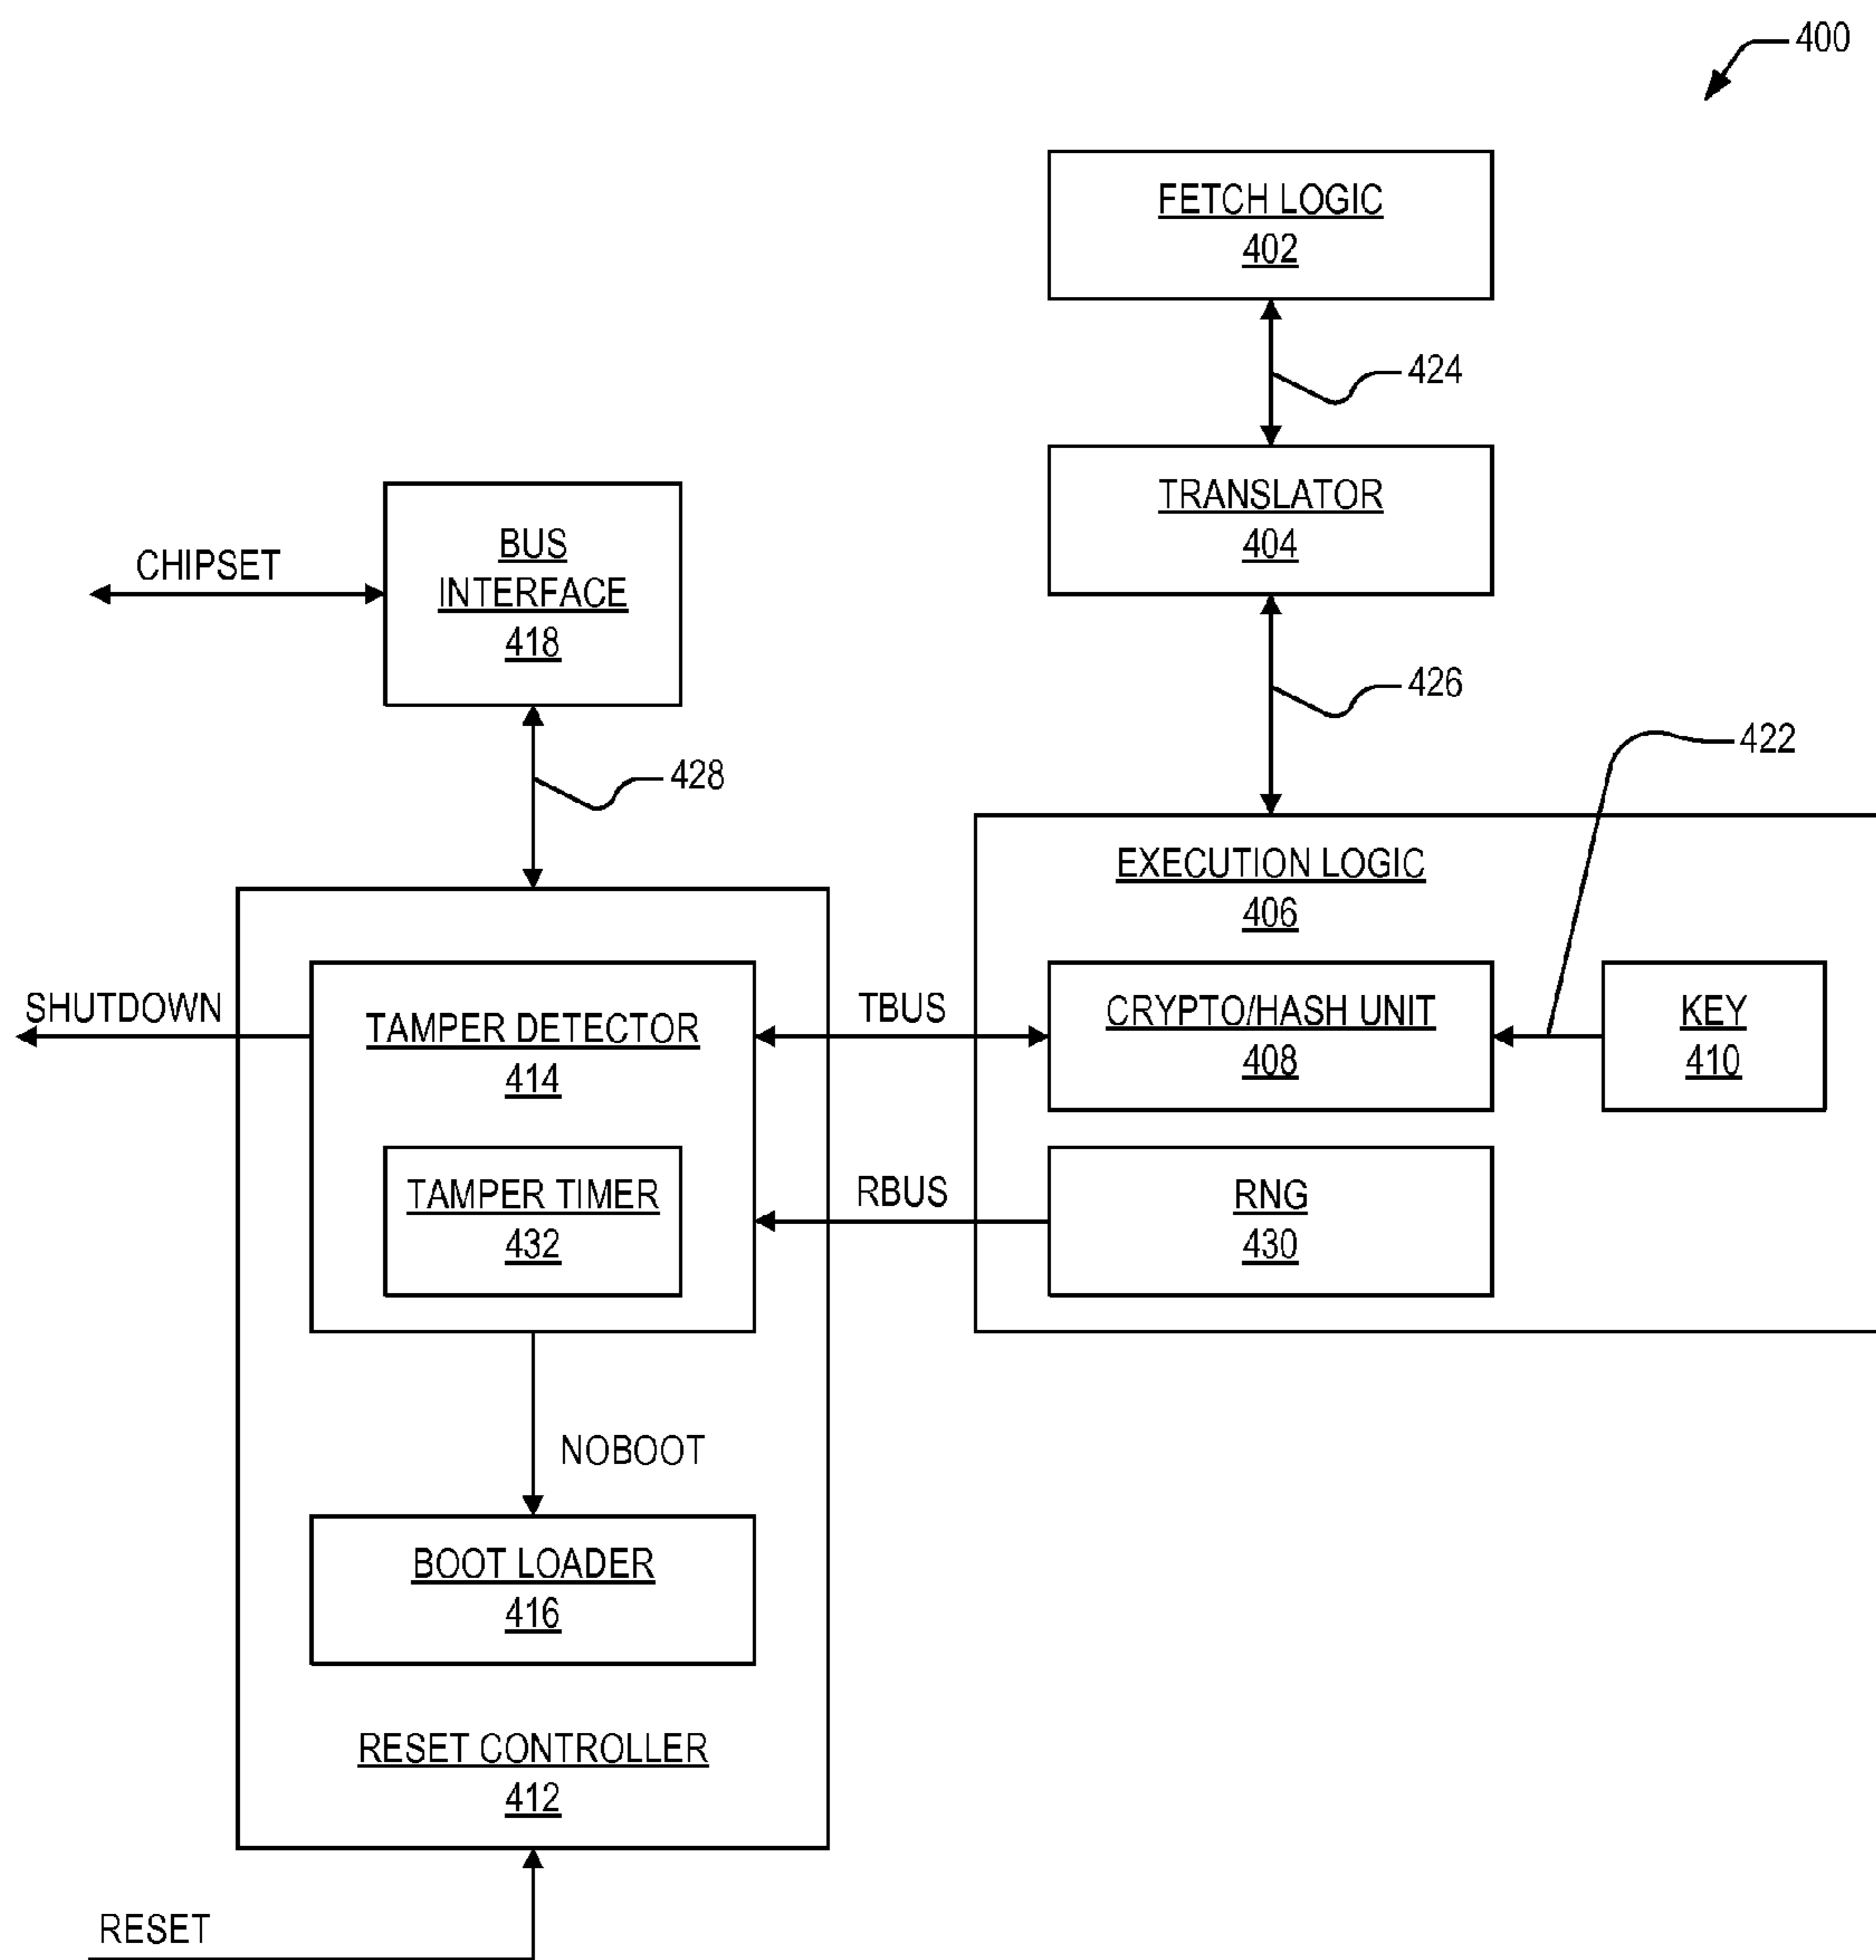 400
FETCH LOGIC
402
424
TRANSLATOR
404
CHIPSET
BUS
INTERFACE
418
426
422
428
EXECUTION LOGIC
406
SHUTDOWN
TAMPER DETECTOR
414
TBUS
CRYPTO/HASH UNIT
408
KEY
410
TAMPER TIMER
432
RBUS
RNG
430
NOBOOT
BOOT LOADER
416
RESET CONTROLLER
412
RESET